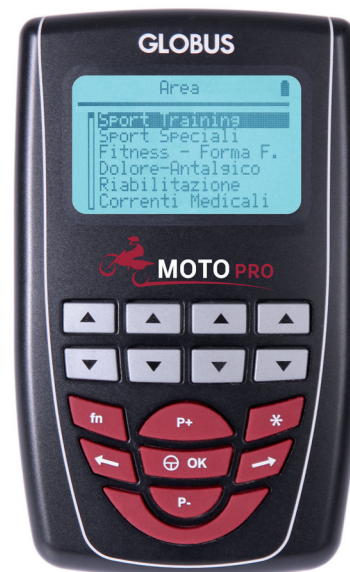 GLOBUS
Area
Sport Training
Sport Speciali
Fitness - Forma F.
Dolore-Antalgico
Riabilitazione
Correnti Medicali
MOTO PRO
fn
P+
*
OK
P-